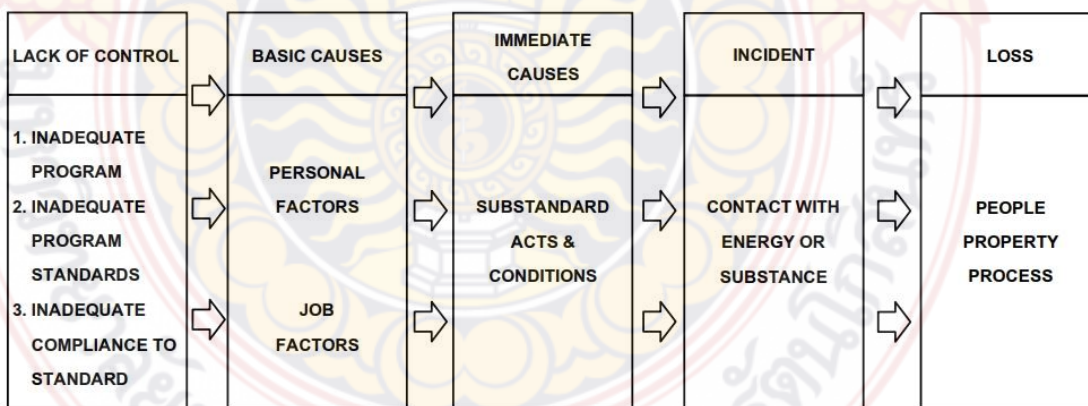 LACK OF CONTROL
1. INADEQUATE
PROGRAM
2. INADEQUATE
PROGRAM
STANDARDS
3. INADEQUATE
COMPLIANCE TO
STANDARD
BASIC CAUSES
PERSONAL
FACTORS
JOB
FACTORS
IMMEDIATE
CAUSES
SUBSTANDARD
ACTS &
CONDITIONS
INCIDENT
CONTACT WITH
ENERGY OR
SUBSTANCE
LOSS
PEOPLE
PROPERTY
PROCESS